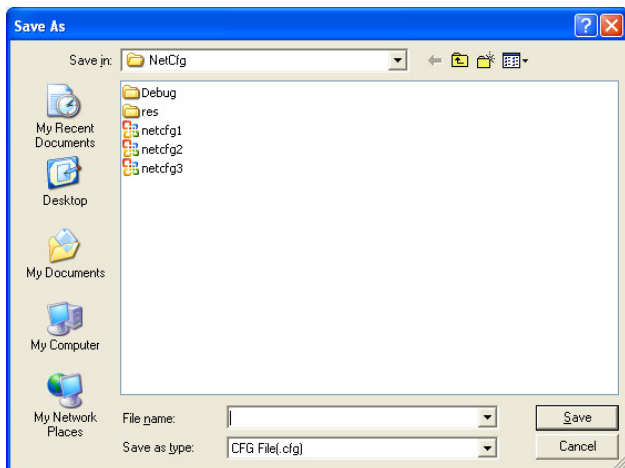 Save As
Save in:
NetCfg
My Recent
Documents
Desktop
My Documents
My Computer
My Network
Places
Debug
res
netcfg1
netcfg2
netcfg3
File name:
Save
Save as type:
CFG File(.cfg)
Cancel